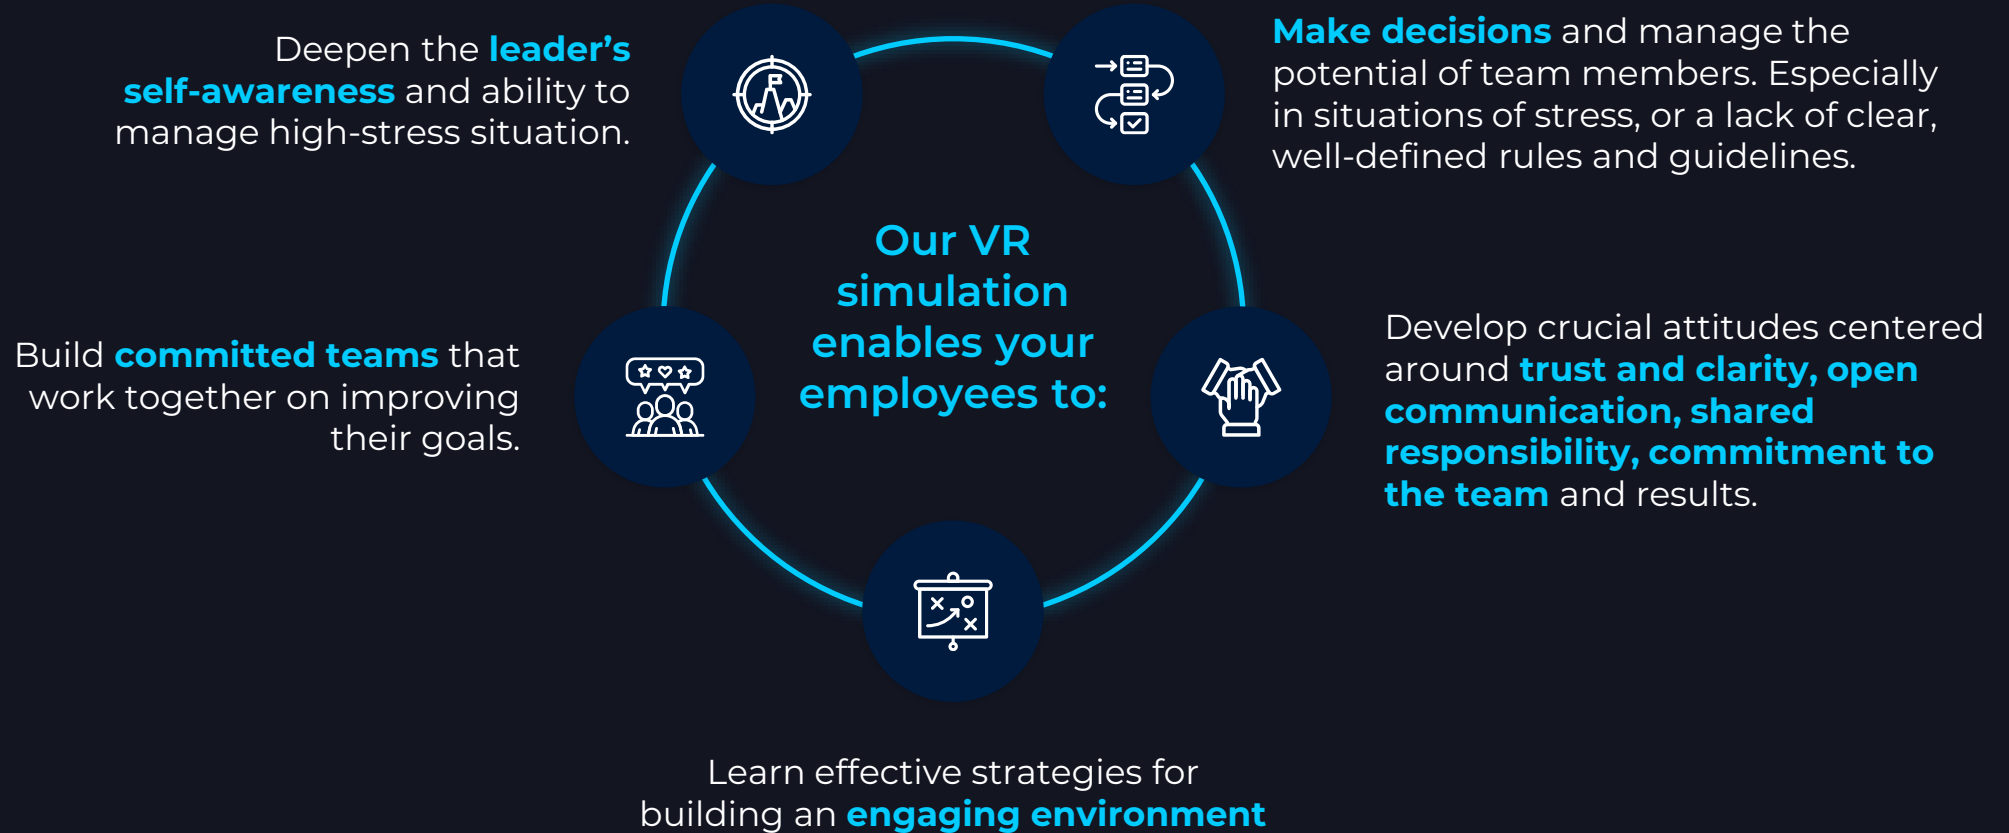 Deepen the leader’s
self-awareness and ability to
manage high-stress situation.
Make decisions and manage the
potential of team members. Especially
in situations of stress, or a lack of clear,
well-defined rules and guidelines.
Our VR
simulation
enables your
employees to:
Build committed teams that
work together on improving
their goals.
Develop crucial attitudes centered
around trust and clarity, open
communication, shared
responsibility, commitment to
the team and results.
Learn effective strategies for
building an engaging environment